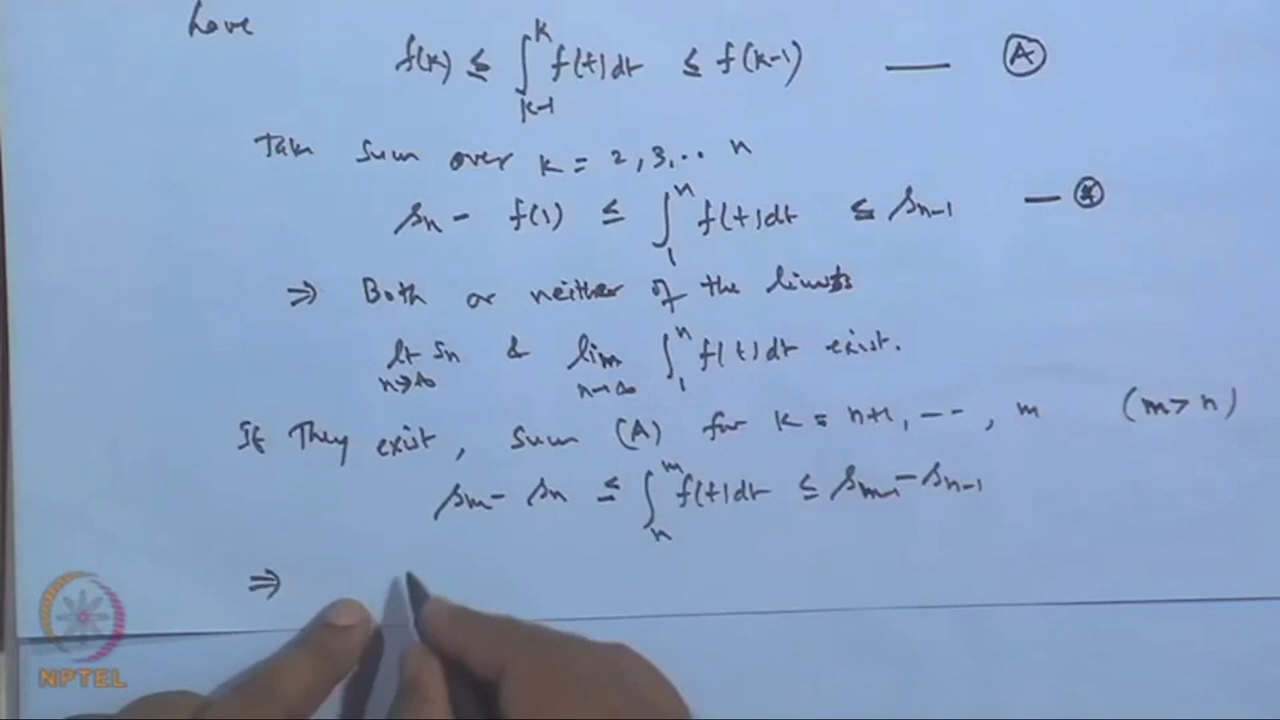 have
f(k) ≤ ∫_{k-1}^{k} f(t)dt ≤ f(k-1) —— (A)
Take sum over k = 2, 3, .. n
s_n - f(1) ≤ ∫_1^n f(t)dt ≤ s_{n-1} —
⇒ Both or neither of the limits
lt_{n→∞} s_n & lim_{n→∞} ∫_1^n f(t)dt exist.
If They exist, sum (A) for k = n+1, --, m (m > n)
s_m - s_n ≤ ∫_n^m f(t)dt ≤ s_{m-1} - s_{n-1}
⇒
NPTEL